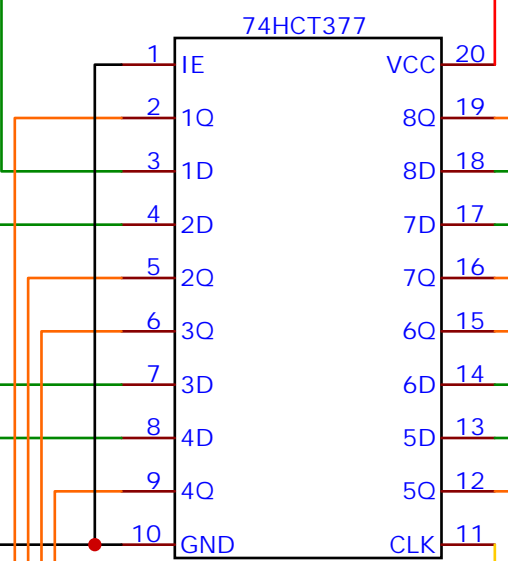 74HCT377
1 IE VCC 20
2 1Q 8Q 19
3 1D 8D 18
4 2D 7D 17
5 2Q 7Q 16
6 3Q 6Q 15
7 3D 6D 14
8 4D 5D 13
9 4Q 5Q 12
10 GND CLK 11